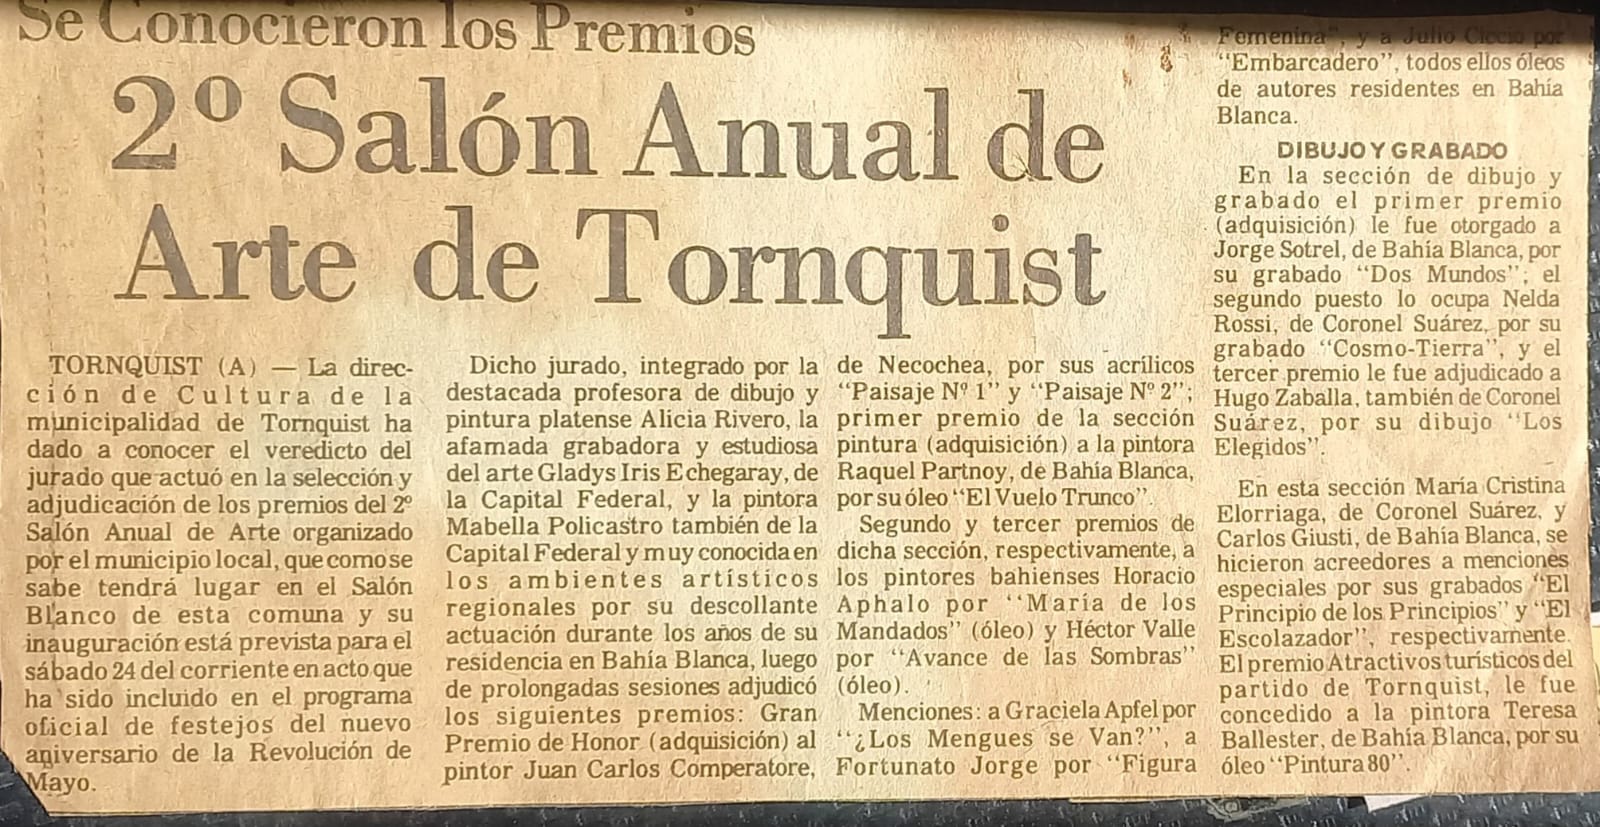 Se Conocieron los Premios
2º Salón Anual de
Arte de Tornquist
TORNQUIST (A) — La direc-
ción de Cultura de la
municipalidad de Tornquist ha
dado a conocer el veredicto del
jurado que actuó en la selección y
adjudicación de los premios del 2º
Salón Anual de Arte organizado
por el municipio local, que como se
sabe tendrá lugar en el Salón
Blanco de esta comuna y su
inauguración está prevista para el
sábado 24 del corriente en acto que
ha sido incluido en el programa
oficial de festejos del nuevo
aniversario de la Revolución de
Mayo.
Dicho jurado, integrado por la
destacada profesora de dibujo y
pintura platense Alicia Rivero, la
afamada grabadora y estudiosa
del arte Gladys Iris Echegaray, de
la Capital Federal, y la pintora
Mabella Policastro también de la
Capital Federal y muy conocida en
los ambientes artísticos
regionales por su descollante
actuación durante los años de su
residencia en Bahía Blanca, luego
de prolongadas sesiones adjudicó
los siguientes premios: Gran
Premio de Honor (adquisición) al
pintor Juan Carlos Comperatore,
de Necochea, por sus acrílicos
"Paisaje Nº 1" y "Paisaje Nº 2";
primer premio de la sección
pintura (adquisición) a la pintora
Raquel Partnoy, de Bahía Blanca,
por su óleo "El Vuelo Trunco".
Segundo y tercer premios de
dicha sección, respectivamente, a
los pintores bahienses Horacio
Aphalo por "María de los
Mandados" (óleo) y Héctor Valle
por "Avance de las Sombras"
(óleo).
Menciones: a Graciela Apfel por
"¿Los Mengues se Van?", a
Fortunato Jorge por "Figura
Femenina", y a Julio Ciccio por
"Embarcadero", todos ellos óleos
de autores residentes en Bahía
Blanca.
DIBUJO Y GRABADO
En la sección de dibujo y
grabado el primer premio
(adquisición) le fue otorgado a
Jorge Sotrel, de Bahía Blanca, por
su grabado "Dos Mundos"; el
segundo puesto lo ocupa Nelda
Rossi, de Coronel Suárez, por su
grabado "Cosmo-Tierra", y el
tercer premio le fue adjudicado a
Hugo Zaballa, también de Coronel
Suárez, por su dibujo "Los
Elegidos".
En esta sección María Cristina
Elorriaga, de Coronel Suárez, y
Carlos Giusti, de Bahía Blanca, se
hicieron acreedores a menciones
especiales por sus grabados "El
Principio de los Principios" y "El
Escolazador", respectivamente.
El premio Atractivos turísticos del
partido de Tornquist, le fue
concedido a la pintora Teresa
Ballester, de Bahía Blanca, por su
óleo "Pintura 80".